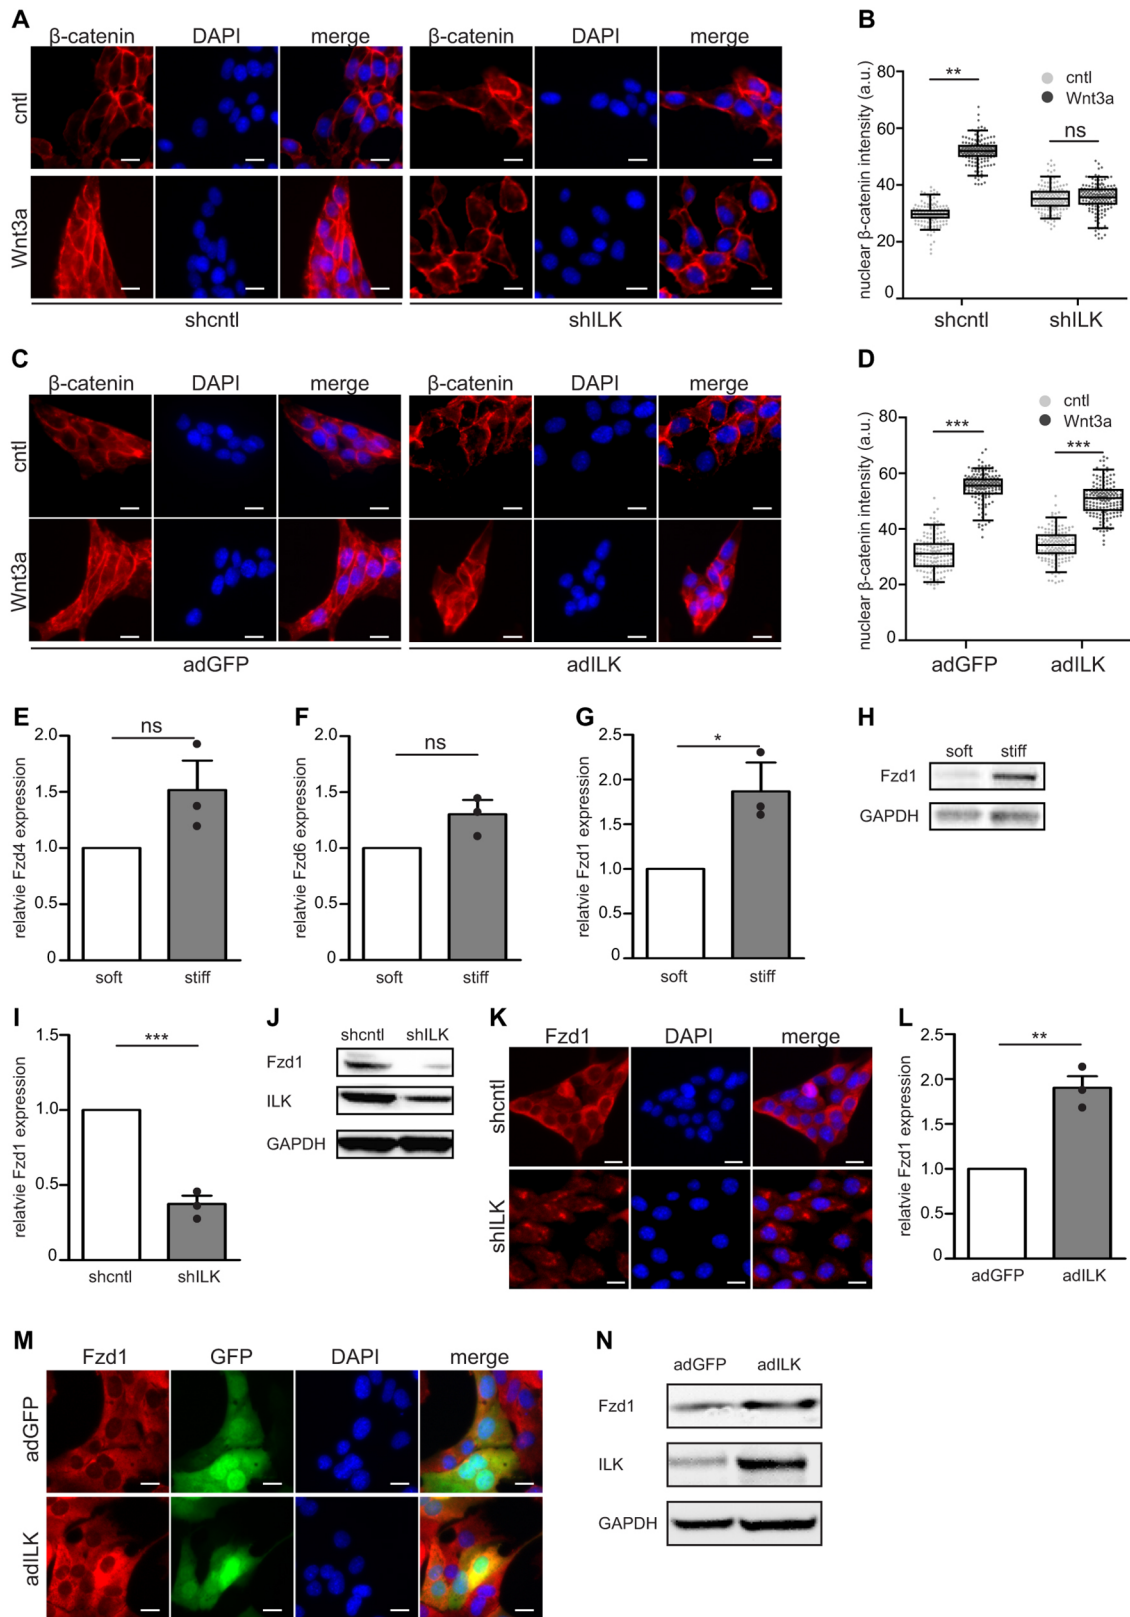 A
β-catenin DAPI merge β-catenin DAPI merge
cntl
Wnt3a
shcntl shILK
B
nuclear β-catenin intensity (a.u.)
80
60
40
20
0
cntl
Wnt3a
** ns
shcntl shILK
C
β-catenin DAPI merge β-catenin DAPI merge
cntl
Wnt3a
adGFP adILK
D
nuclear β-catenin intensity (a.u.)
80
60
40
20
0
cntl
Wnt3a
*** ***
adGFP adILK
E
relatvie Fzd4 expression
2.0
1.5
1.0
0.5
0
ns
soft stiff
F
relatvie Fzd6 expression
2.0
1.5
1.0
0.5
0
ns
soft stiff
G
relatvie Fzd1 expression
2.5
2.0
1.5
1.0
0.5
0
*
soft stiff
H
soft stiff
Fzd1
GAPDH
I
relatvie Fzd1 expression
1.5
1.0
0.5
0
***
shcntl shILK
J
shcntl shILK
Fzd1
ILK
GAPDH
K
Fzd1 DAPI merge
shcntl
shILK
L
relatvie Fzd1 expression
2.5
2.0
1.5
1.0
0.5
0
**
adGFP adILK
M
Fzd1 GFP DAPI merge
adGFP
adILK
N
adGFP adILK
Fzd1
ILK
GAPDH